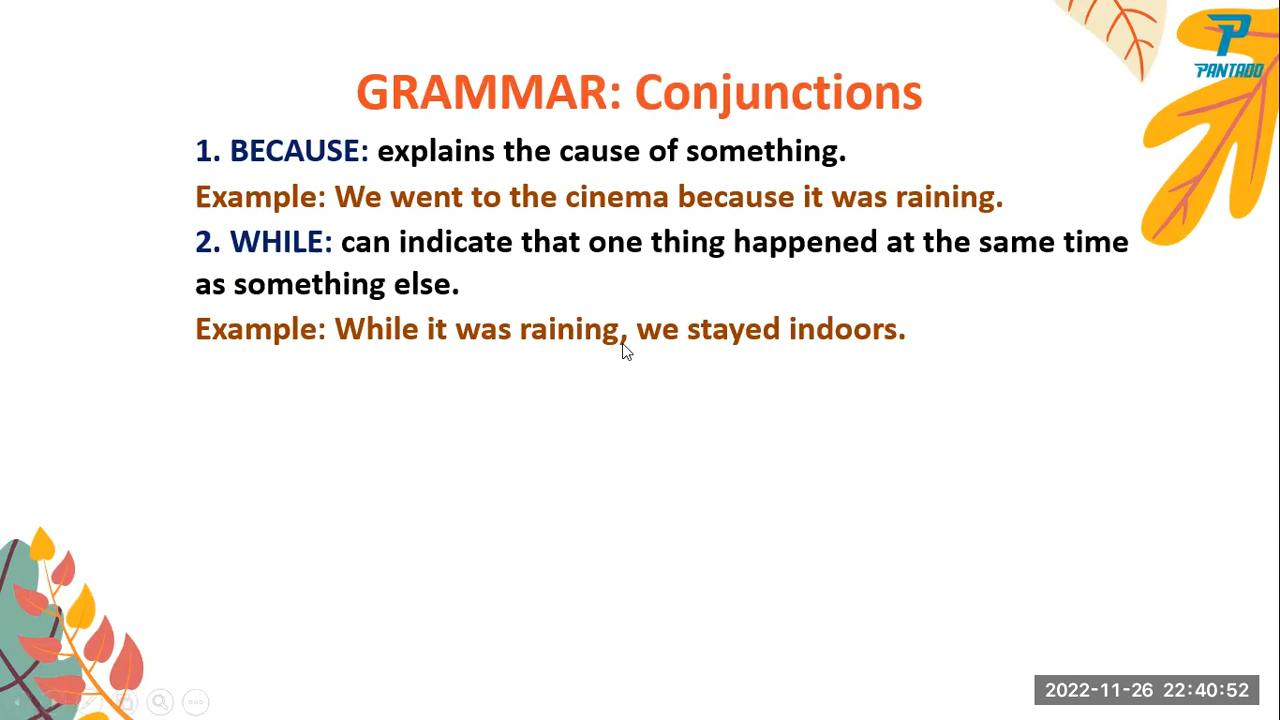 PANTADO
GRAMMAR: Conjunctions
1. BECAUSE: explains the cause of something.
Example: We went to the cinema because it was raining.
2. WHILE: can indicate that one thing happened at the same time
as something else.
Example: While it was raining, we stayed indoors.
2022-11-26 22:40:52